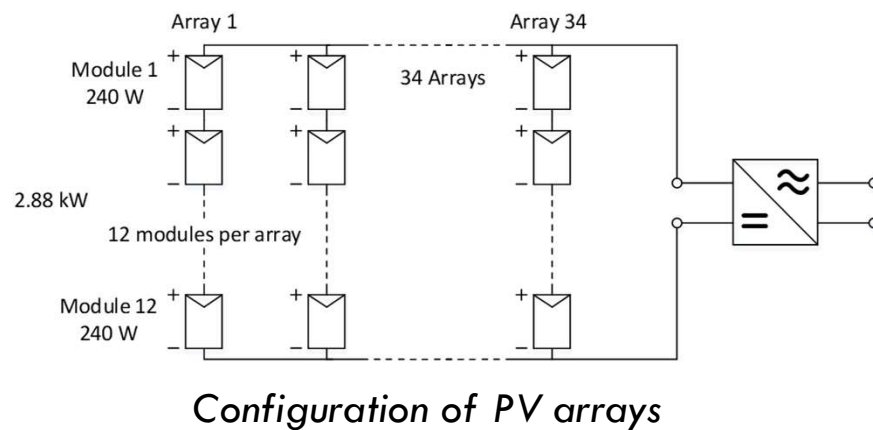 Array 1
Array 34
Module 1
240 W
34 Arrays
2.88 kW
12 modules per array
Module 12
240 W
+
−
+
−
+
−
+
−
+
−
+
−
+
−
+
−
+
−
Configuration of PV arrays